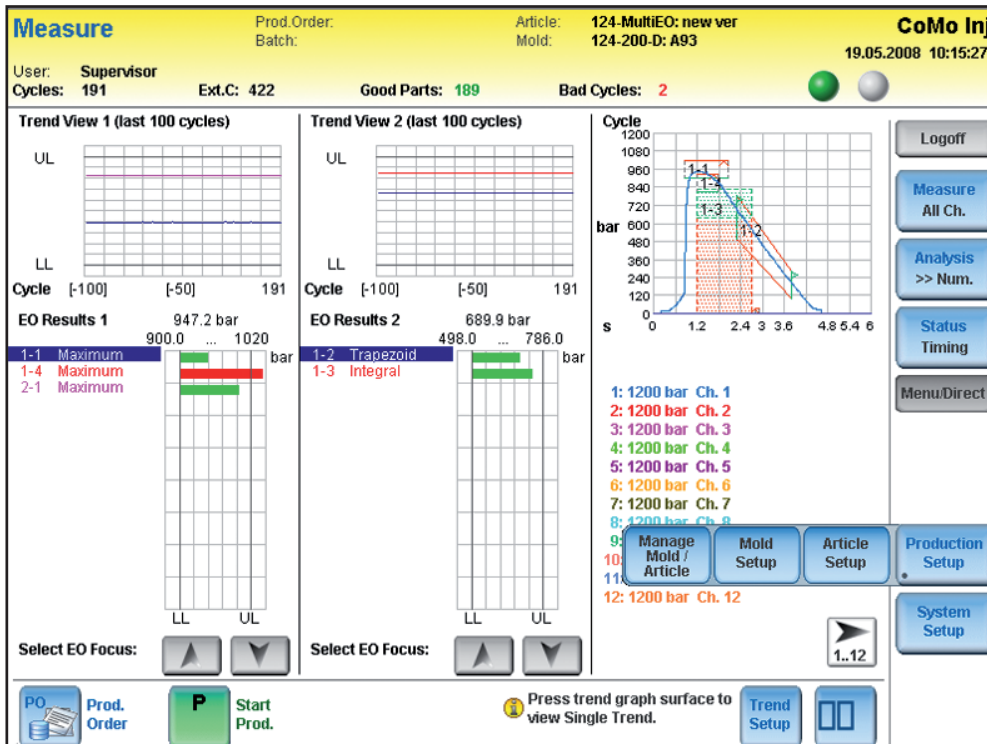 Measure
Prod.Order:
Batch:
Article: 124-MultiEO: new ver
Mold: 124-200-D: A93
CoMo Inj
19.05.2008 10:15:27
User: Supervisor
Cycles: 191 Ext.C: 422 Good Parts: 189 Bad Cycles: 2
Trend View 1 (last 100 cycles)
UL
LL
Cycle [-100] [-50] 191
Trend View 2 (last 100 cycles)
UL
LL
Cycle [-100] [-50] 191
Cycle
1200
1080
960
840
720
bar 600
480
360
240
120
0
s 0 1.2 2.4 3 3.6 4.8 5.4 6
1-1
1-4
1-3
1-2
EO Results 1 947.2 bar
900.0 ... 1020
1-1 Maximum bar
1-4 Maximum
2-1 Maximum
LL UL
EO Results 2 689.9 bar
498.0 ... 786.0
1-2 Trapezoid bar
1-3 Integral
LL UL
1: 1200 bar Ch. 1
2: 1200 bar Ch. 2
3: 1200 bar Ch. 3
4: 1200 bar Ch. 4
5: 1200 bar Ch. 5
6: 1200 bar Ch. 6
7: 1200 bar Ch. 7
8: 1200 bar Ch. 8
9:
10:
11:
12: 1200 bar Ch. 12
Manage
Mold /
Article
Mold
Setup
Article
Setup
Logoff
Measure
All Ch.
Analysis
>> Num.
Status
Timing
Menu/Direct
Production
Setup
System
Setup
1..12
Select EO Focus:
Select EO Focus:
PO
Prod.
Order
P
Start
Prod.
Press trend graph surface to
view Single Trend.
Trend
Setup